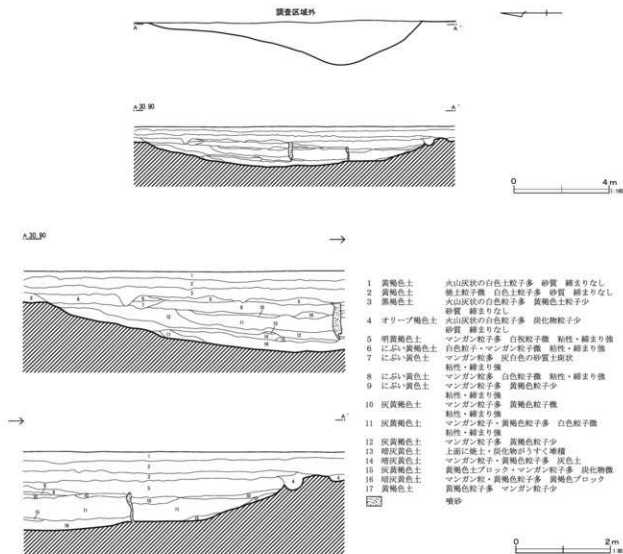 調査区域外
A
A'
A 30.90
A'
0 4m
1:160
A 30.90
1 黄褐色土 火山灰状の白色土粒子多 砂質 締まりなし
2 黄褐色土 焼土粒子微 白色土粒子多 砂質 締まりなし
3 黒褐色土 火山灰状の白色粒子多 黄褐色土粒子少
砂質 締まりなし
4 オリーブ褐色土 火山灰状の白色粒子多 炭化物粒子少
砂質 締まりなし
5 明黄褐色土 マンガン粒子多 白色粒子微 粘性・締まり強
6 にぶい黄褐色土 白色粒子・マンガン粒子微 粘性・締まり強
7 にぶい黄色土 マンガン粒多 灰白色の砂質土斑状
粘性・締まり強
8 にぶい黄色土 マンガン粒多 白色粒子微 粘性・締まり強
9 にぶい黄色土 マンガン粒子多 黄褐色粒子少
粘性・締まり強
10 灰黄褐色土 マンガン粒子多 黄褐色粒子微
粘性・締まり強
11 灰黄褐色土 マンガン粒子・黄褐色粒子多 白色粒子微
粘性・締まり強
12 灰黄褐色土 マンガン粒子多 黄褐色粒子少
13 暗灰黄色土 上面に焼土・炭化物がうすく堆積
14 暗灰黄色土 マンガン粒子・黄褐色粒子多 灰色土
15 灰黄褐色土 黄褐色土ブロック・マンガン粒子多 炭化物微
16 暗灰黄色土 マンガン粒・黄褐色粒子多 黄褐色ブロック
17 黄褐色土 黄褐色粒子多 マンガン粒子少
噴砂
A'
0 2m
1:80